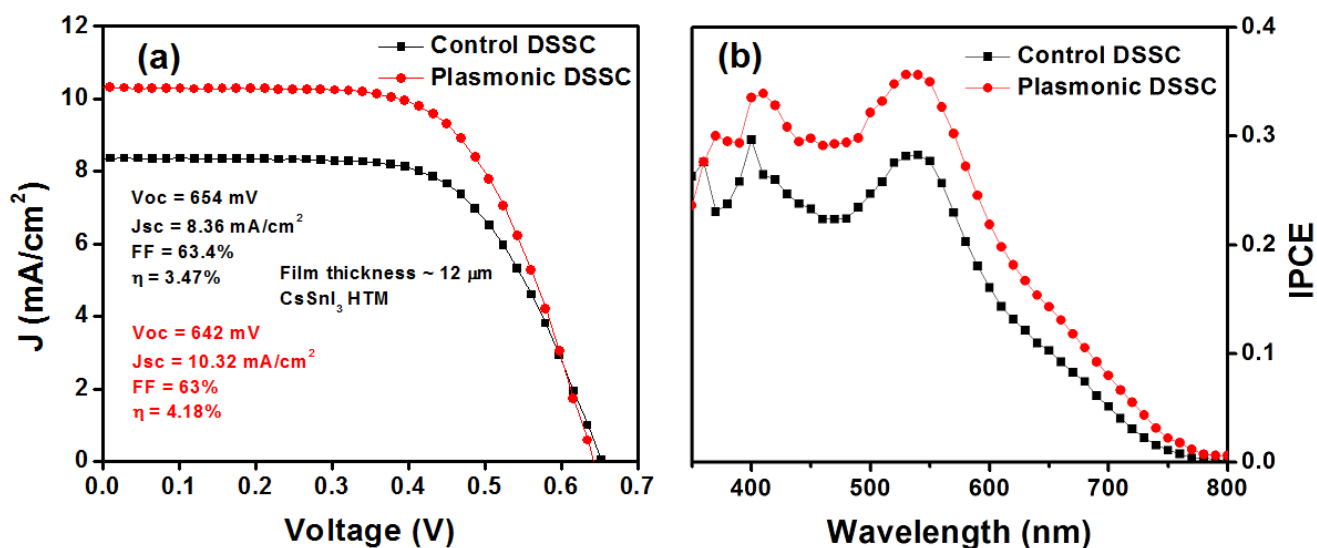 (a)
Control DSSC
Plasmonic DSSC
12
10
8
6
4
2
0
J (mA/cm²)
Voc = 654 mV
Jsc = 8.36 mA/cm²
FF = 63.4%
η = 3.47%
Film thickness ~ 12 μm
CsSnI₃ HTM
Voc = 642 mV
Jsc = 10.32 mA/cm²
FF = 63%
η = 4.18%
0.0 0.1 0.2 0.3 0.4 0.5 0.6 0.7
Voltage (V)
(b)
Control DSSC
Plasmonic DSSC
0.4
0.3
0.2
0.1
0.0
IPCE
400 500 600 700 800
Wavelength (nm)